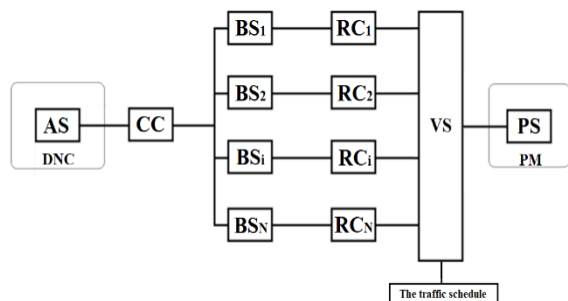 BS1 RC1
BS2 RC2
AS CC VS PS
DNC PM
BSi RCi
BSN RCN
The traffic schedule